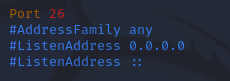 Port 26
#AddressFamily any
#ListenAddress 0.0.0.0
#ListenAddress ::